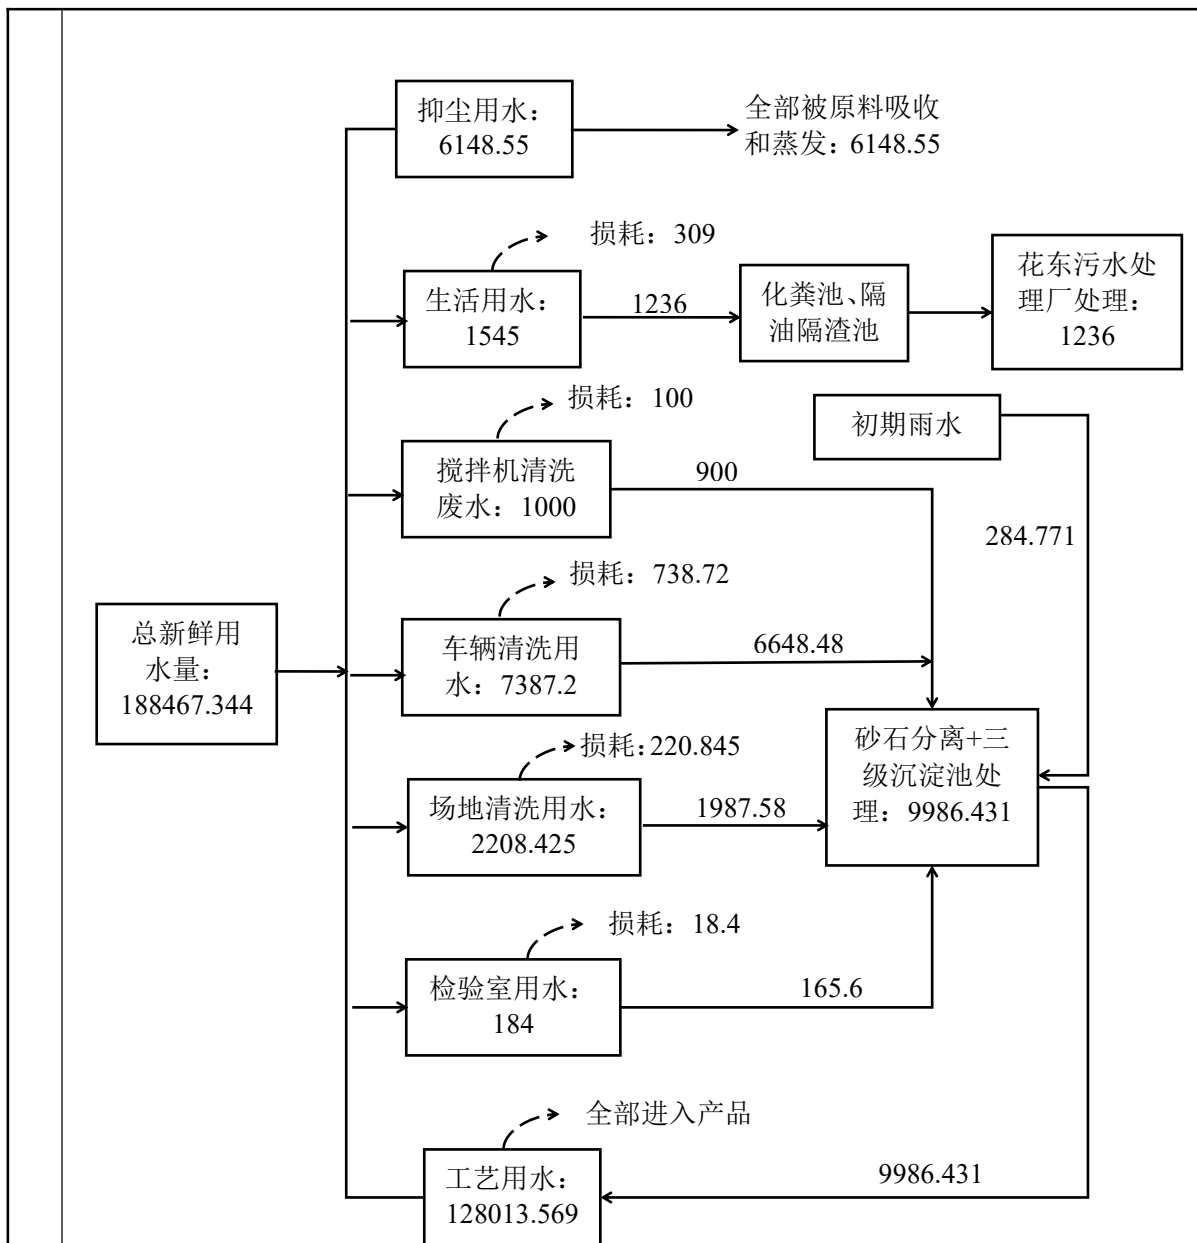 抑尘用水：
6148.55
全部被原料吸收
和蒸发：6148.55
损耗：309
生活用水：
1545
1236
化粪池、隔
油隔渣池
花东污水处
理厂处理：
1236
损耗：100
搅拌机清洗
废水：1000
900
初期雨水
284.771
损耗：738.72
总新鲜用
水量：
188467.344
车辆清洗用
水：7387.2
6648.48
损耗：220.845
场地清洗用水：
2208.425
1987.58
砂石分离+三
级沉淀池处
理：9986.431
损耗：18.4
检验室用水：
184
165.6
全部进入产品
工艺用水：
128013.569
9986.431